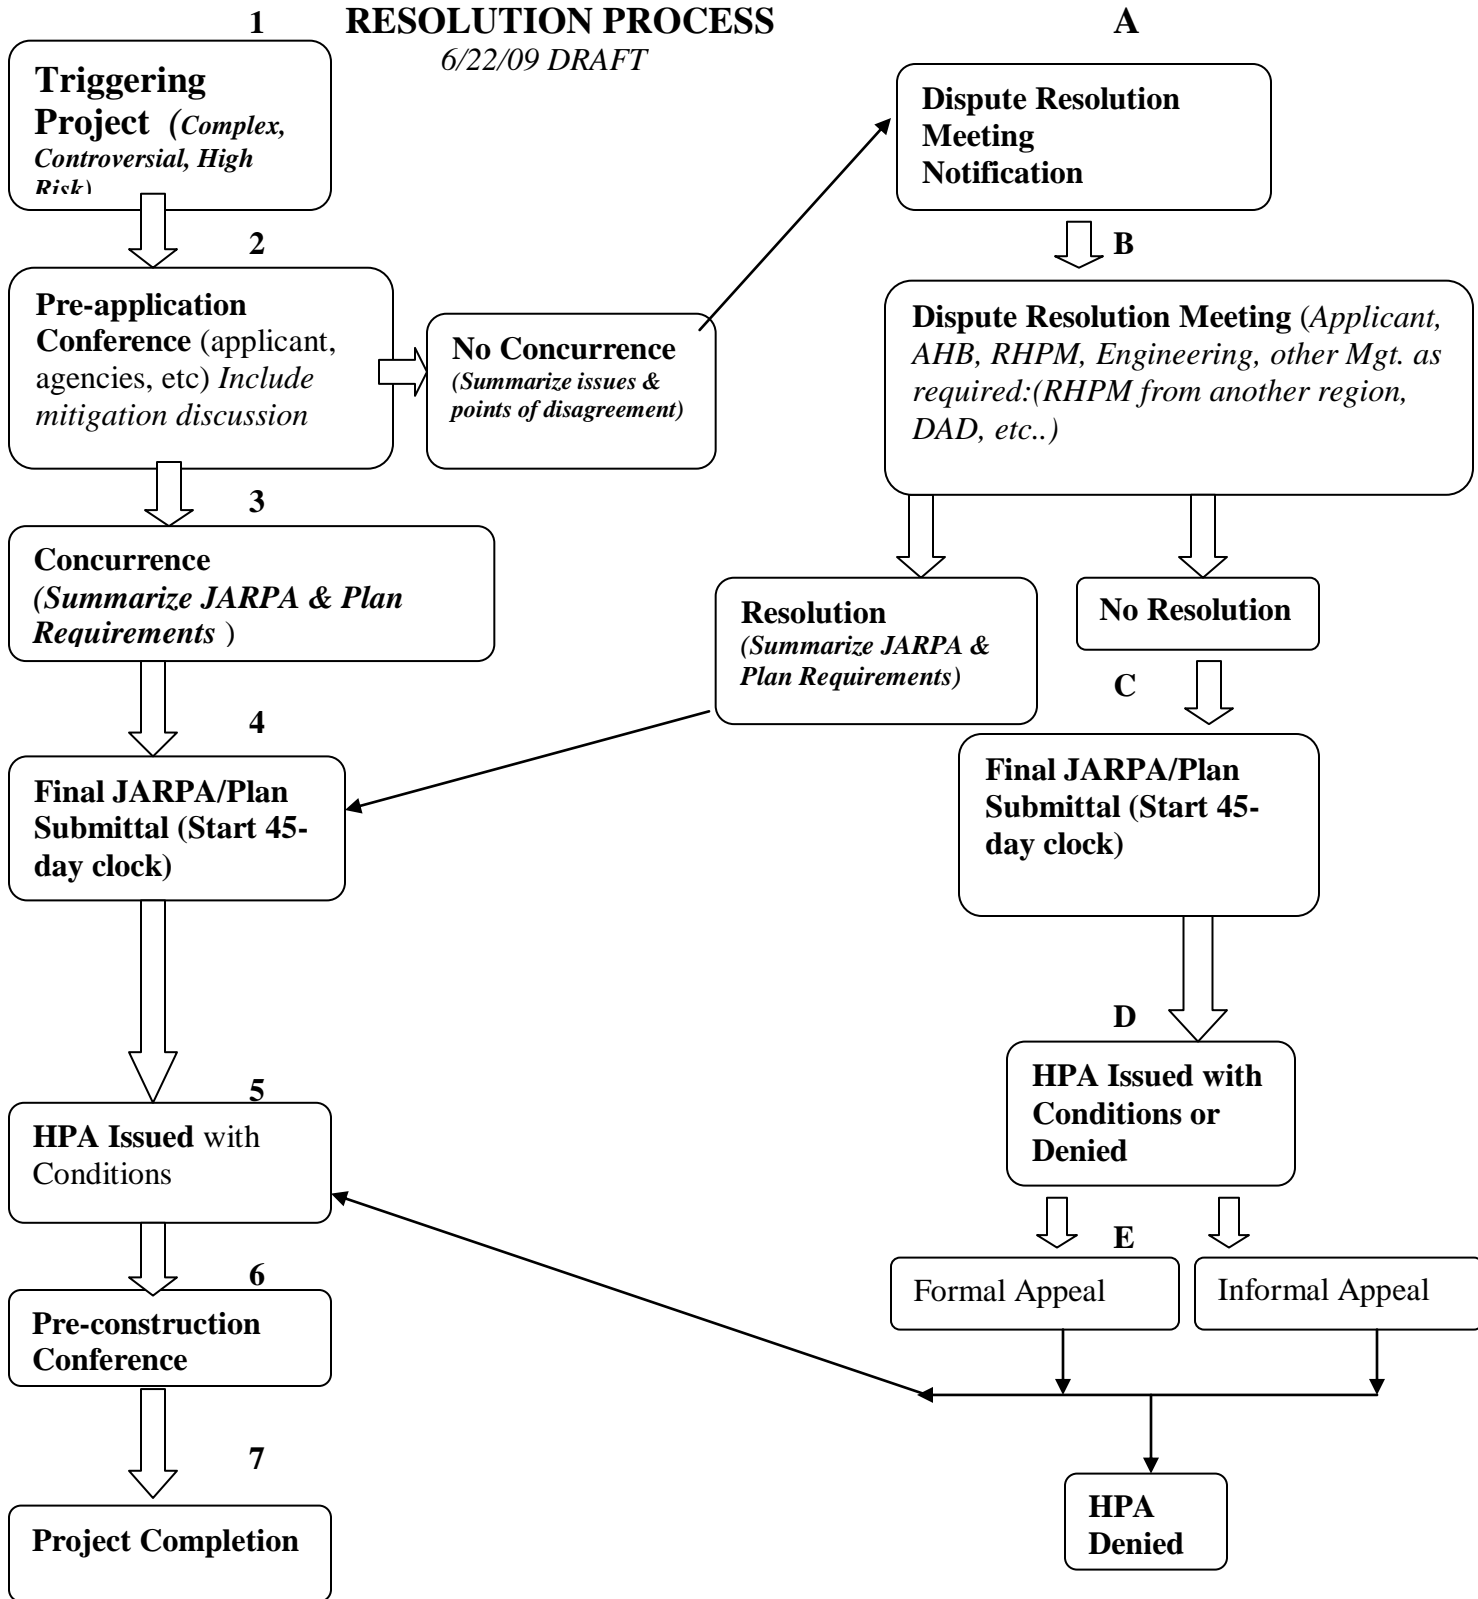 1
RESOLUTION PROCESS
A
6/22/09 DRAFT
Triggering
Project (Complex,
Controversial, High
Risk)
Dispute Resolution
Meeting
Notification
2
B
Pre-application
Conference (applicant,
agencies, etc) Include
mitigation discussion
No Concurrence
(Summarize issues &
points of disagreement)
Dispute Resolution Meeting (Applicant,
AHB, RHPM, Engineering, other Mgt. as
required:(RHPM from another region,
DAD, etc..)
3
Concurrence
(Summarize JARPA & Plan
Requirements )
Resolution
(Summarize JARPA &
Plan Requirements)
No Resolution
C
4
Final JARPA/Plan
Submittal (Start 45-
day clock)
Final JARPA/Plan
Submittal (Start 45-
day clock)
D
5
HPA Issued with
Conditions
HPA Issued with
Conditions or
Denied
E
6
Formal Appeal
Informal Appeal
Pre-construction
Conference
7
Project Completion
HPA
Denied